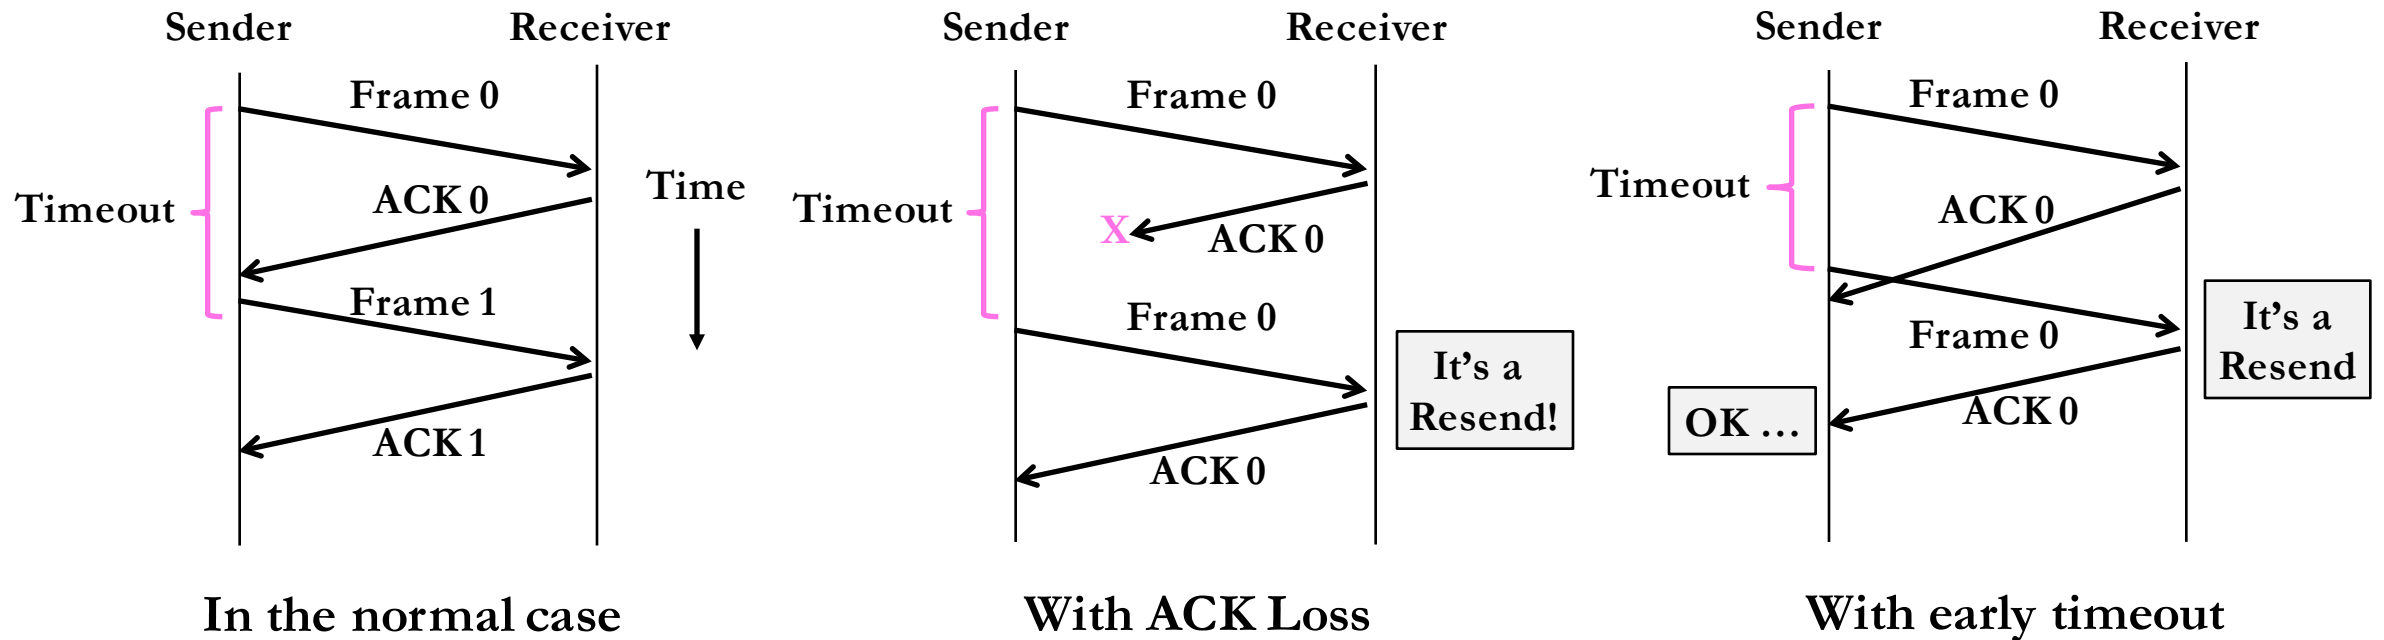 Sender
Receiver
Frame 0
Timeout
ACK 0
Frame 1
ACK 1
Time
In the normal case
Sender
Receiver
Frame 0
Timeout
X
ACK 0
Frame 0
It's a
Resend!
ACK 0
With ACK Loss
Sender
Receiver
Frame 0
Timeout
ACK 0
Frame 0
It's a
Resend
OK ...
ACK 0
With early timeout